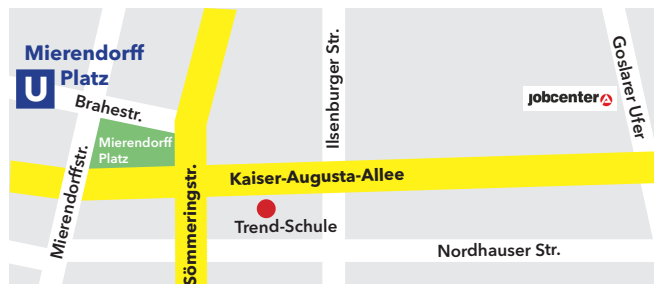 Mierendorff
Platz
U
Brahestr.
Mierendorff
Platz
Mierendorffstr.
Sömmeringstr.
Ilsenburger Str.
Goslarer Ufer
jobcenter
Kaiser-Augusta-Allee
Trend-Schule
Nordhauser Str.